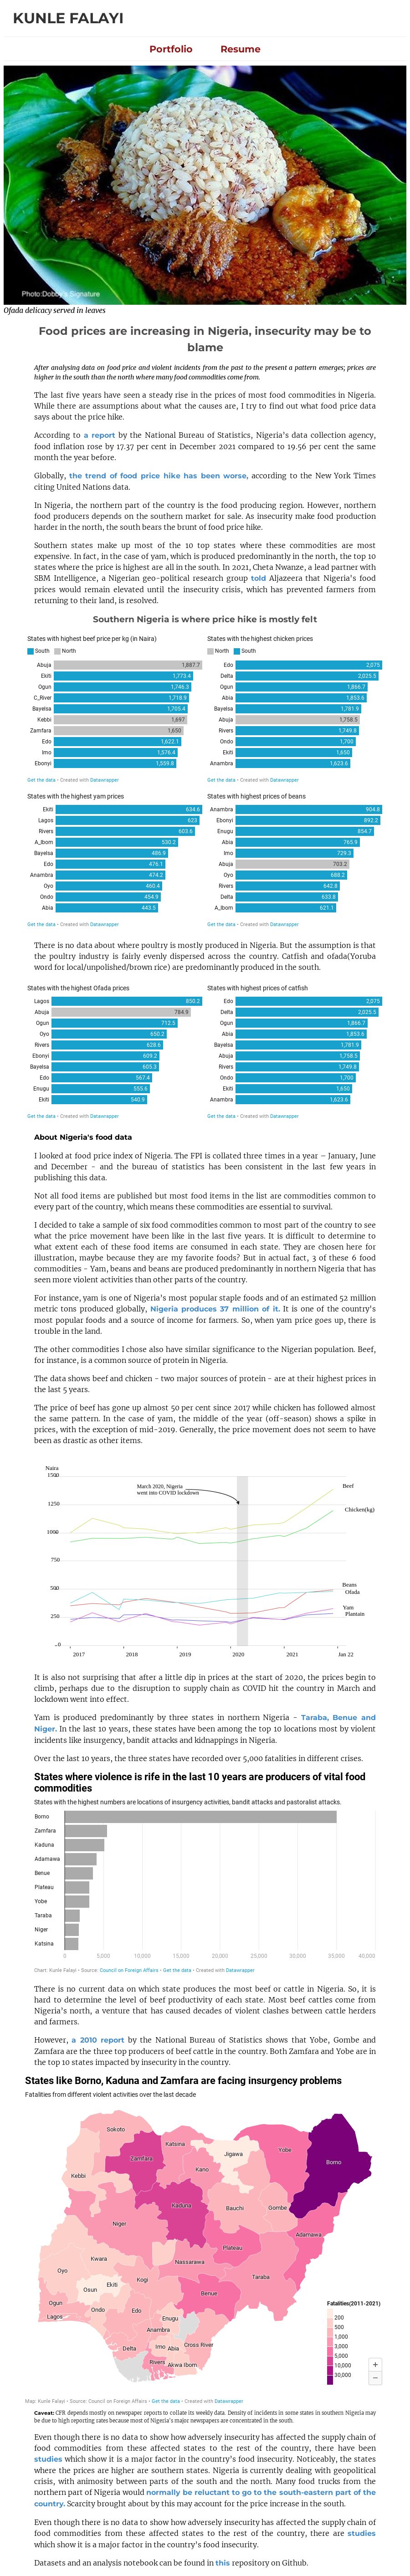 KUNLE FALAYI
Portfolio Resume
Photo:Dobby's Signature
Ofada delicacy served in leaves
Food prices are increasing in Nigeria, insecurity may be to
blame
After analysing data on food price and violent incidents from the past to the present a pattern emerges; prices are
higher in the south than the north where many food commodities come from.
The last five years have seen a steady rise in the prices of most food commodities in Nigeria.
While there are assumptions about what the causes are, I try to find out what food price data
says about the price hike.
According to a report by the National Bureau of Statistics, Nigeria's data collection agency,
food inflation rose by 17.37 per cent in December 2021 compared to 19.56 per cent the same
month the year before.
Globally, the trend of food price hike has been worse, according to the New York Times
citing United Nations data.
In Nigeria, the northern part of the country is the food producing region. However, northern
food producers depends on the southern market for sale. As insecurity make food production
harder in the north, the south bears the brunt of food price hike.
Southern states make up most of the 10 top states where these commodities are most
expensive. In fact, in the case of yam, which is produced predominantly in the north, the top 10
states where the price is highest are all in the south. In 2021, Cheta Nwanze, a lead partner with
SBM Intelligence, a Nigerian geo-political research group told Aljazeera that Nigeria's food
prices would remain elevated until the insecurity crisis, which has prevented farmers from
returning to their land, is resolved.
Southern Nigeria is where price hike is mostly felt
States with highest beef price per kg (in Naira)
South North
Abuja 1,887.7
Ekiti 1,773.4
Ogun 1,746.3
C_River 1,718.9
Bayelsa 1,705.4
Kebbi 1,697
Zamfara 1,650
Edo 1,622.1
Imo 1,576.4
Ebonyi 1,559.8
Get the data • Created with Datawrapper
States with the highest chicken prices
North South
Edo 2,075
Delta 2,025.5
Ogun 1,866.7
Abia 1,853.6
Bayelsa 1,781.9
Abuja 1,758.5
Rivers 1,749.8
Ondo 1,700
Ekiti 1,650
Anambra 1,623.6
Get the data • Created with Datawrapper
States with the highest yam prices
Ekiti 634.6
Lagos 623
Rivers 603.6
A_Ibom 530.2
Bayelsa 486.9
Edo 476.1
Anambra 474.2
Oyo 460.4
Ondo 454.9
Abia 443.5
Get the data • Created with Datawrapper
States with highest prices of beans
Anambra 904.8
Ebonyi 892.2
Enugu 854.7
Abia 765.9
Imo 729.3
Abuja 703.2
Oyo 688.2
Rivers 642.8
Delta 633.8
A_Ibom 621.1
Get the data • Created with Datawrapper
There is no data about where poultry is mostly produced in Nigeria. But the assumption is that
the poultry industry is fairly evenly dispersed across the country. Catfish and ofada(Yoruba
word for local/unpolished/brown rice) are predominantly produced in the south.
States with the highest Ofada prices
Lagos 850.2
Abuja 784.9
Ogun 712.5
Oyo 650.2
Rivers 628.6
Ebonyi 609.2
Bayelsa 605.3
Edo 567.4
Enugu 555.6
Ekiti 540.9
Get the data • Created with Datawrapper
States with highest prices of catfish
Edo 2,075
Delta 2,025.5
Ogun 1,866.7
Abia 1,853.6
Bayelsa 1,781.9
Abuja 1,758.5
Rivers 1,749.8
Ondo 1,700
Ekiti 1,650
Anambra 1,623.6
Get the data • Created with Datawrapper
About Nigeria's food data
I looked at food price index of Nigeria. The FPI is collated three times in a year – January, June
and December - and the bureau of statistics has been consistent in the last few years in
publishing this data.
Not all food items are published but most food items in the list are items common to
every part of the country, which means these commodities are essential to survival.
I decided to take a sample of six food commodities common to most part of the country to see
what the price movement have been like in the last five years. It is difficult to determine to
what extent each of these food items are consumed in each state. They are chosen here for
illustration, maybe because they are my favorite foods? But in actual fact, 3 of these 6 food
commodities - Yam, beans and beans are produced predominantly in northern Nigeria that has
seen more violent activities than other parts of the country.
For instance, yam is one of Nigeria's most popular staple foods and of an estimated 52 million
metric tons produced globally, Nigeria produces 37 million of it. It is one of the country's
most popular foods and a source of income for farmers. So, when yam price goes up, there is
trouble in the land.
The other commodities I chose also have similar significance to the Nigerian population. Beef,
for instance, is a common source of protein in Nigeria.
The data shows beef and chicken - two major sources of protein - are at their highest prices in
the last 5 years.
The price of beef has gone up almost 50 per cent since 2017 while chicken has followed almost
the same pattern. In the case of yam, the middle of the year (off-season) shows a spike in
prices, with the exception of mid-2019. Generally, the price movement does not seem to have
been as drastic as other items.
Naira
1500
1250
1000
750
500
250
0
March 2020, Nigeria
went into COVID lockdown
Beef
Chicken(kg)
Beans
Ofada
Yam
Plantain
2017 2018 2019 2020 2021 Jan 22
It is also not surprising that after a little dip in prices at the start of 2020, the prices begin to
climb, perhaps due to the disruption to supply chain as COVID hit the country in March and
lockdown went into effect.
Yam is produced predominantly by three states in northern Nigeria - Taraba, Benue and
Niger. In the last 10 years, these states have been among the top 10 locations most by violent
incidents like insurgency, bandit attacks and kidnappings in Nigeria.
Over the last 10 years, the three states have recorded over 5,000 fatalities in different crises.
States where violence is rife in the last 10 years are producers of vital food
commodities
States with the highest numbers are locations of insurgency activities, bandit attacks and pastoralist attacks.
Borno
Zamfara
Kaduna
Adamawa
Benue
Plateau
Yobe
Taraba
Niger
Katsina
0 5,000 10,000 15,000 20,000 25,000 30,000 35,000 40,000
Chart: Kunle Falayi • Source: Council on Foreign Affairs • Get the data • Created with Datawrapper
There is no current data on which state produces the most beef or cattle in Nigeria. So, it is
hard to determine the level of beef productivity of each state. Most beef cattles come from
Nigeria's north, a venture that has caused decades of violent clashes between cattle herders
and farmers.
However, a 2010 report by the National Bureau of Statistics shows that Yobe, Gombe and
Zamfara are the three top producers of beef cattle in the country. Both Zamfara and Yobe are in
the top 10 states impacted by insecurity in the country.
States like Borno, Kaduna and Zamfara are facing insurgency problems
Fatalities from different violent activities over the last decade
Sokoto
Katsina
Jigawa
Yobe
Borno
Zamfara
Kano
Kebbi
Kaduna
Bauchi
Gombe
Niger
Adamawa
Plateau
Kwara
Nassarawa
Oyo
Kogi
Taraba
Osun
Ekiti
Benue
Ogun
Ondo
Edo
Lagos
Enugu
Anambra
Delta
Imo
Abia
Cross River
Rivers
Akwa Ibom
Fatalities(2011-2021)
200
500
1,000
3,000
5,000
10,000
30,000
+
−
Map: Kunle Falayi • Source: Council on Foreign Affairs • Get the data • Created with Datawrapper
Caveat: CFR depends mostly on newspaper reports to collate its weekly data. Density of incidents in some states in southern Nigeria may
be due to high reporting rates because most of Nigeria's major newspapers are concentrated in the south.
Even though there is no data to show how adversely insecurity has affected the supply chain of
food commodities from these affected states to the rest of the country, there have been
studies which show it is a major factor in the country's food insecurity. Noticeably, the states
where the prices are higher are southern states. Nigeria is currently dealing with geopolitical
crisis, with animosity between parts of the south and the north. Many food trucks from the
northern part of Nigeria would normally be reluctant to go to the south-eastern part of the
country. Scarcity brought about by this may account for the price increase in the south.
Even though there is no data to show how adversely insecurity has affected the supply chain of
food commodities from these affected states to the rest of the country, there are studies
which show it is a major factor in the country's food insecurity.
Datasets and an analysis notebook can be found in this repository on Github.